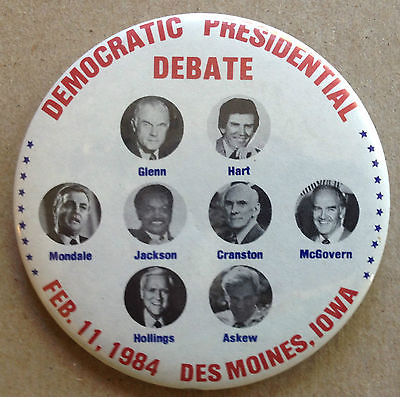 DEMOCRATIC PRESIDENTIAL
DEBATE
Glenn Hart
Mondale Jackson Cranston McGovern
Hollings Askew
FEB. 11, 1984 DES MOINES, IOWA